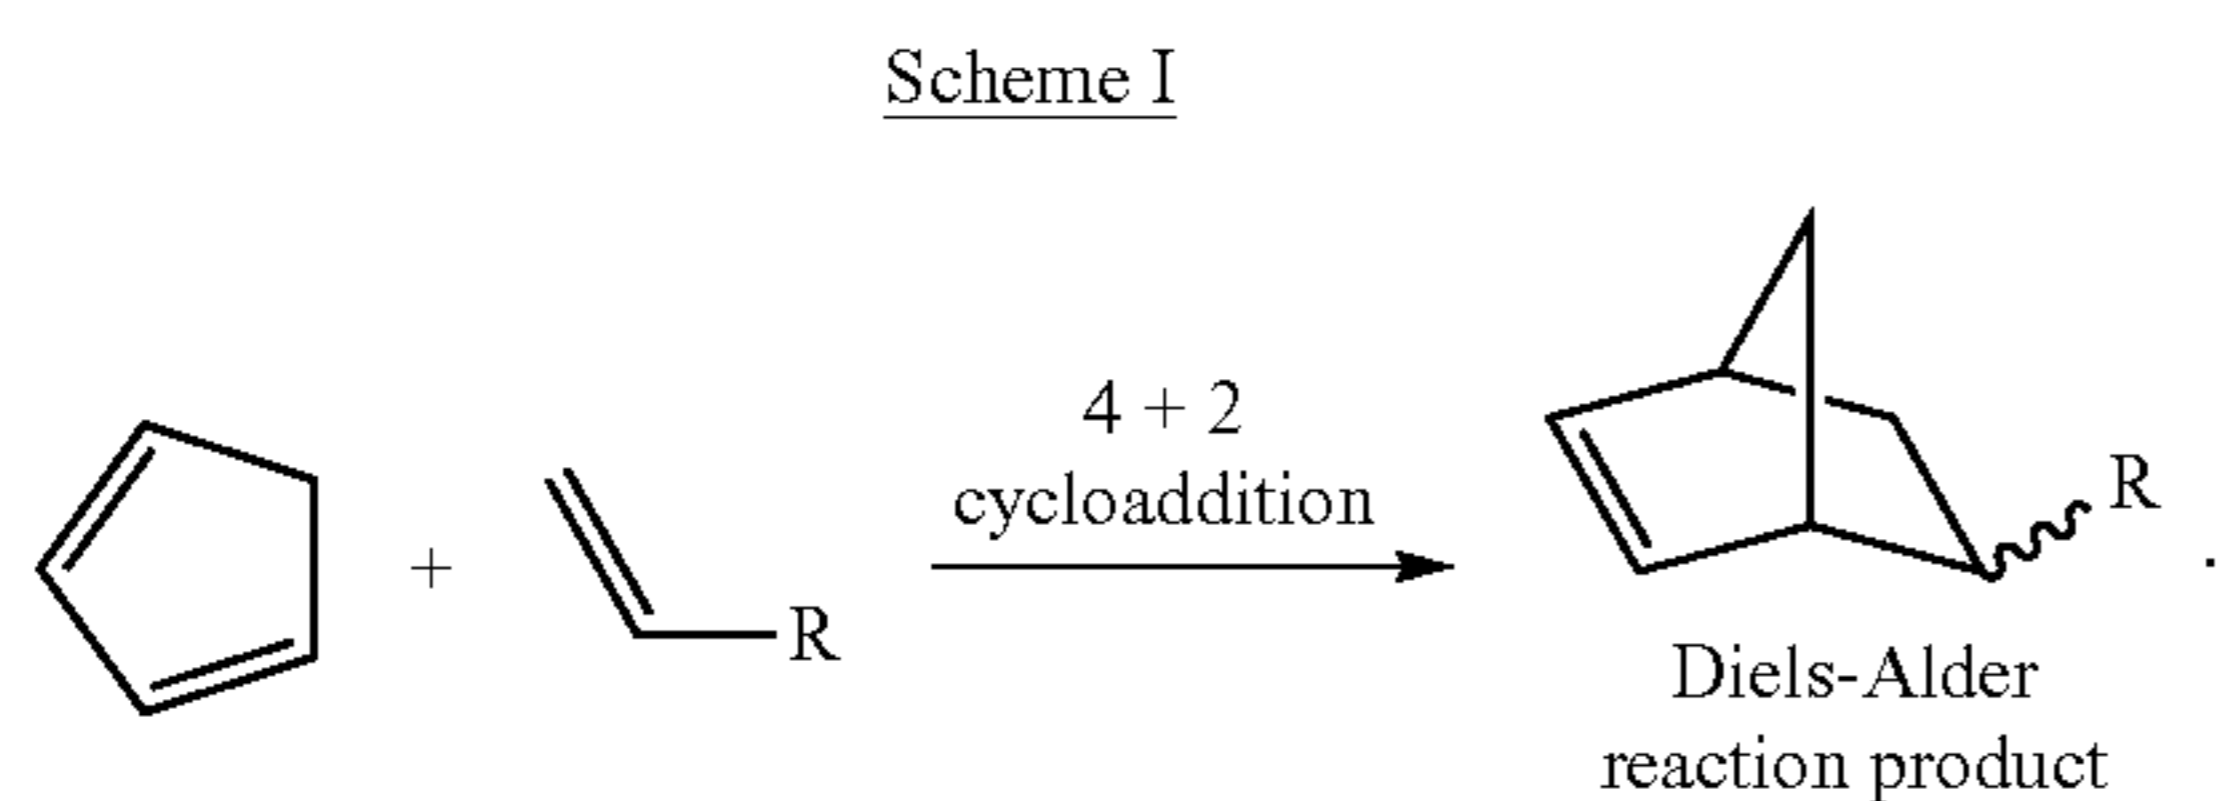 Scheme I
4 + 2
cycloaddition
+
R
R
.
Diels-Alder
reaction product